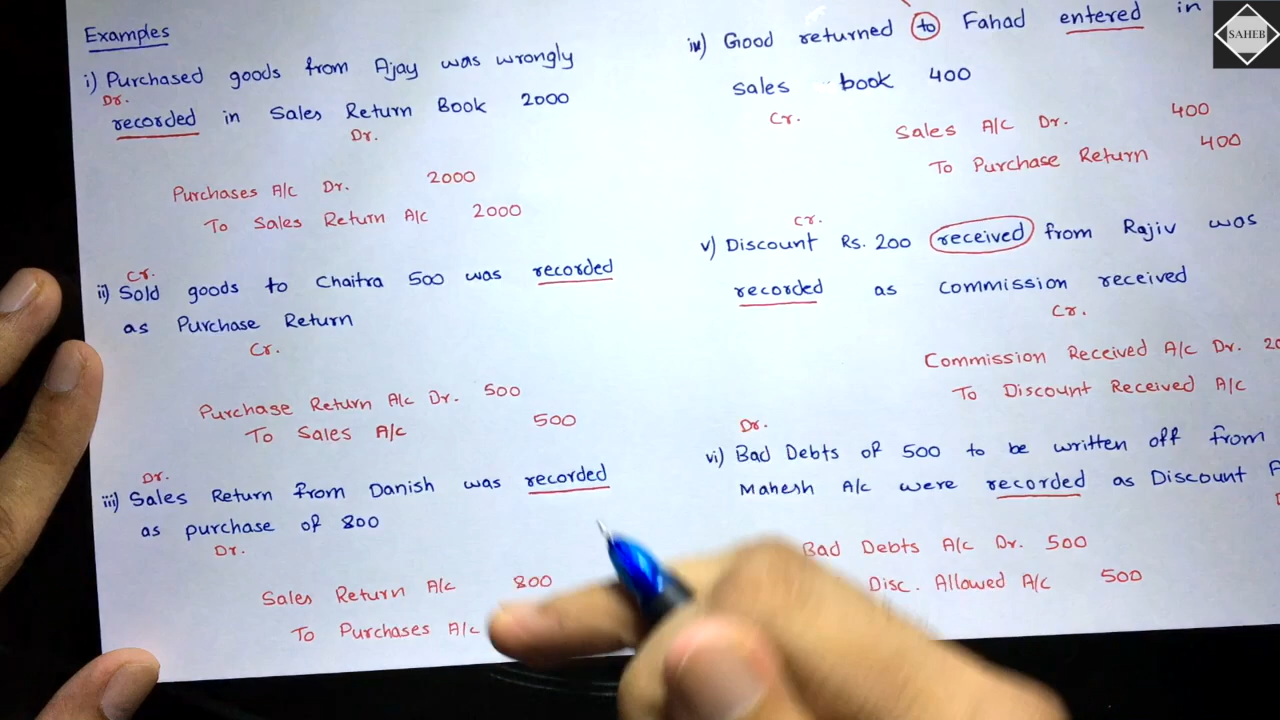 Examples
i) Purchased goods from Ajay was wrongly
Dr.
recorded in Sales Return Book 2000
Dr.
Purchases A/c Dr. 2000
To Sales Return A/c 2000
Cr.
ii) Sold goods to Chaitra 500 was recorded
as Purchase Return
Cr.
Purchase Return A/c Dr. 500
To Sales A/c 500
Dr.
iii) Sales Return from Danish was recorded
as purchase of 800
Dr.
Sales Return A/c 800
To Purchases A/c
iv) Good returned to Fahad entered in
sales book 400
Cr.
Sales A/c Dr. 400
To Purchase Return 400
Cr.
v) Discount Rs. 200 received from Rajiv was
recorded as commission received
Cr.
Commission Received A/c Dr.
To Discount Received A/c
Dr.
vi) Bad Debts of 500 to be written off from
Mahesh A/c were recorded as Discount
Bad Debts A/c Dr. 500
Disc. Allowed A/c 500
SAHEB